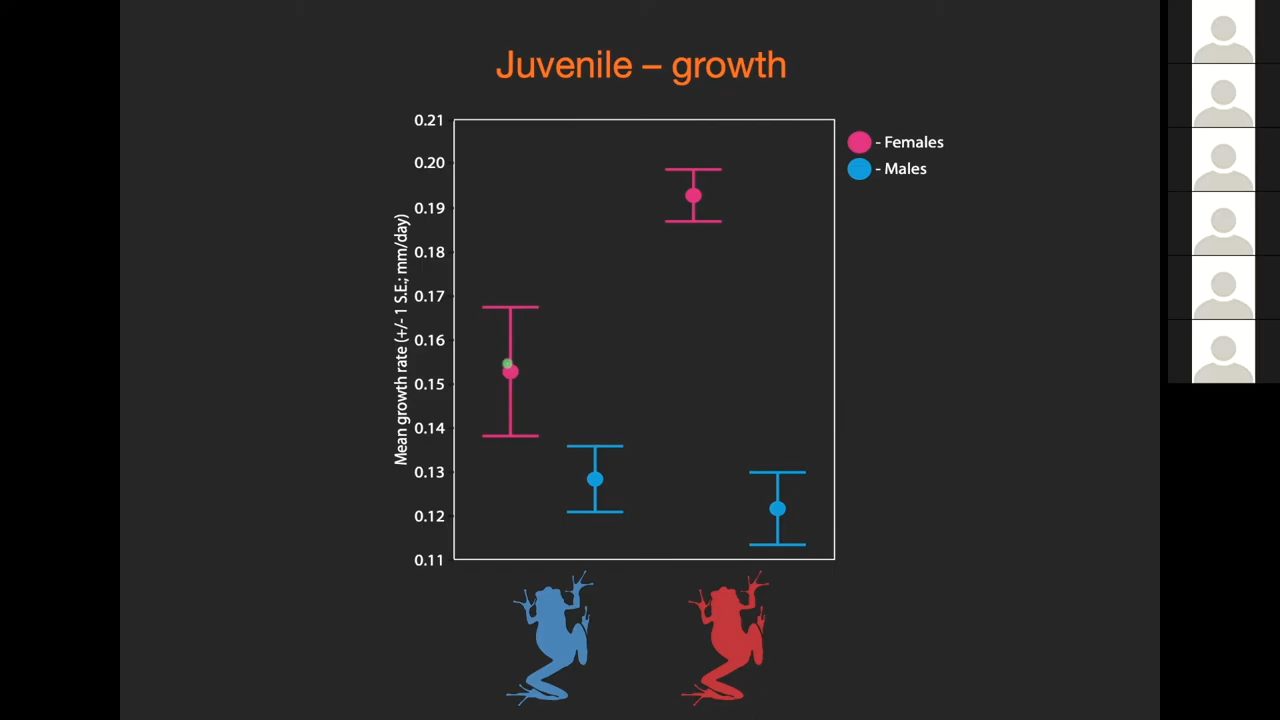 Juvenile – growth
0.21
0.20
0.19
0.18
0.17
0.16
0.15
0.14
0.13
0.12
0.11
Mean growth rate (+/- 1 S.E.; mm/day)
- Females
- Males